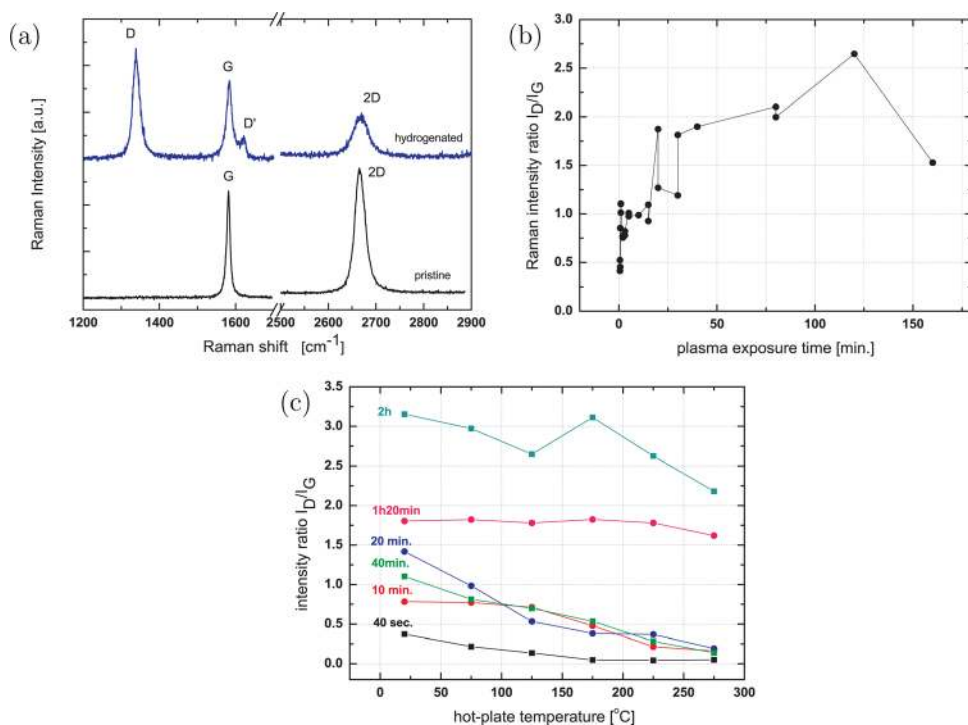 (a)
D
G
D'
2D
hydrogenated
G
2D
pristine
Raman Intensity [a.u.]
1200 1400 1600 2500 2600 2700 2800 2900
Raman shift [cm-1]
(b)
Raman intensity ratio ID/IG
3.0
2.5
2.0
1.5
1.0
0.5
0.0
0 50 100 150
plasma exposure time [min.]
(c)
intensity ratio ID/IG
3.5
3.0
2.5
2.0
1.5
1.0
0.5
0.0
2h
1h20min
20 min.
40min.
10 min.
40 sec.
0 50 100 150 200 250 300
hot-plate temperature [°C]